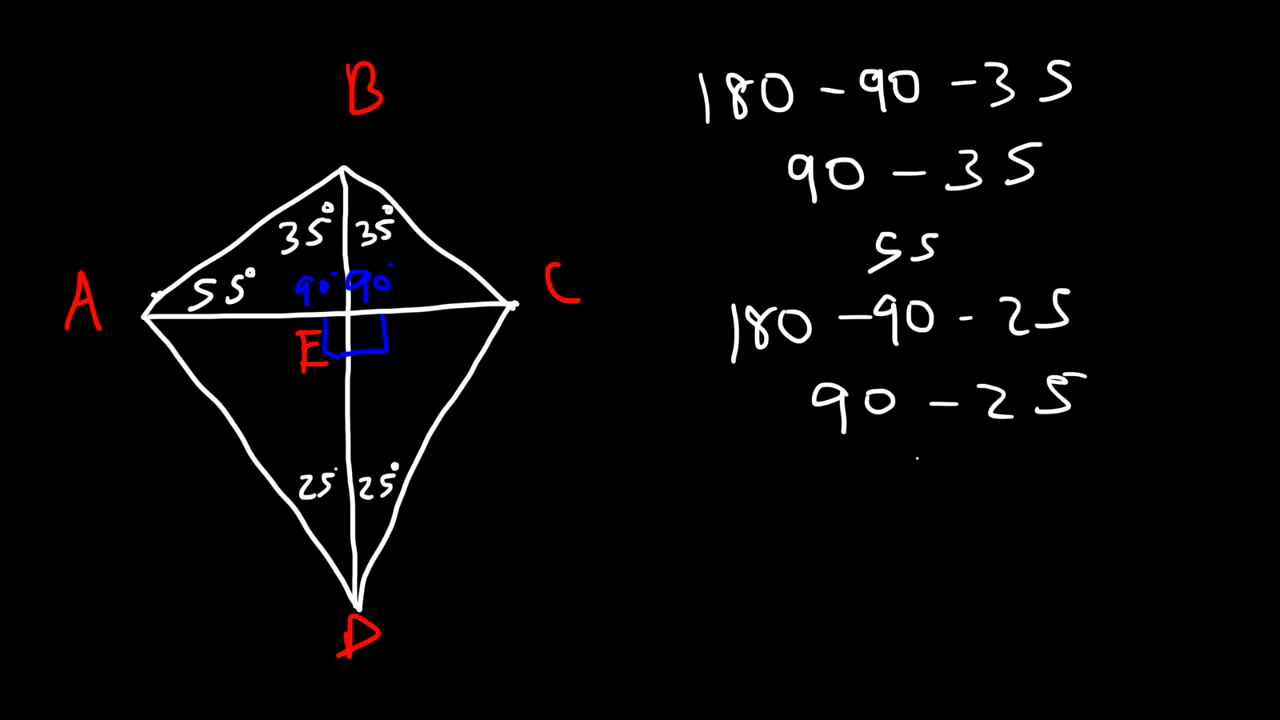 B
180 - 90 - 35
90 - 35
35° 35°
55
A 55° 90° 90° C
180 - 90 - 25
E
90 - 25
25° 25°
D